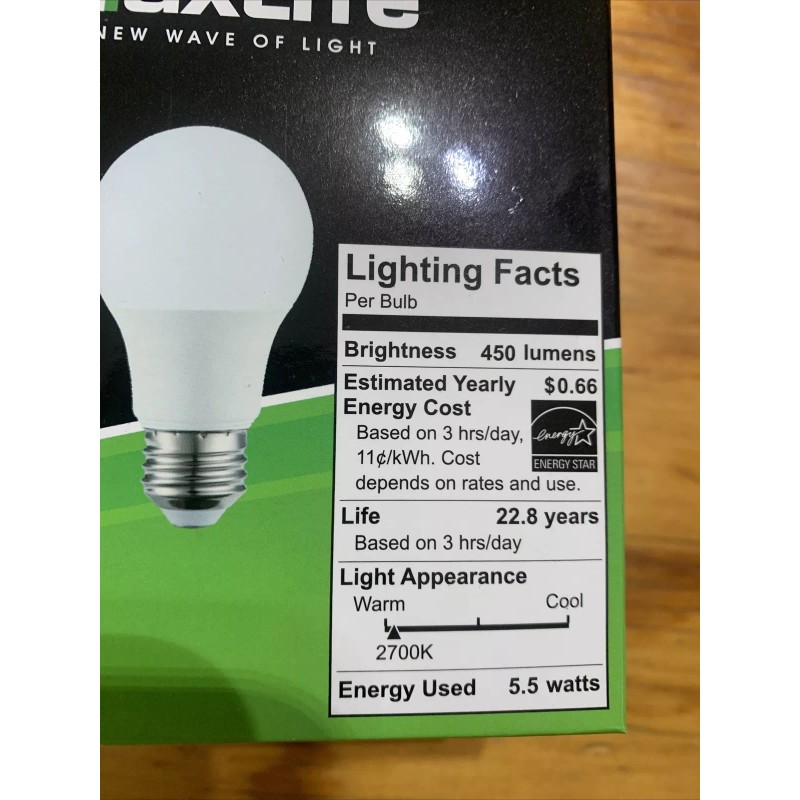 NEW WAVE OF LIGHT
Lighting Facts
Per Bulb
Brightness 450 lumens
Estimated Yearly $0.66
Energy Cost
Based on 3 hrs/day,
11¢/kWh. Cost
depends on rates and use.
energy
ENERGY STAR
Life 22.8 years
Based on 3 hrs/day
Light Appearance
Warm Cool
2700K
Energy Used 5.5 watts